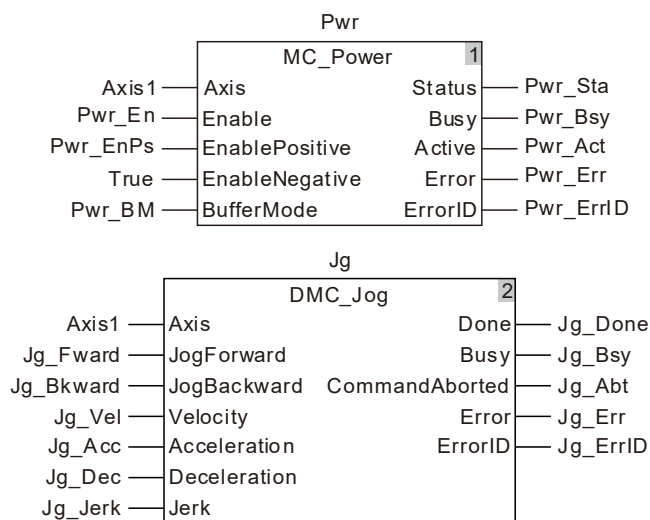 Pwr
MC_Power 1
Axis1 Axis Status Pwr_Sta
Pwr_En Enable Busy Pwr_Bsy
Pwr_EnPs EnablePositive Active Pwr_Act
True EnableNegative Error Pwr_Err
Pwr_BM BufferMode ErrorID Pwr_ErrID
Jg
DMC_Jog 2
Axis1 Axis Done Jg_Done
Jg_Fward JogForward Busy Jg_Bsy
Jg_Bkward JogBackward CommandAborted Jg_Abt
Jg_Vel Velocity Error Jg_Err
Jg_Acc Acceleration ErrorID Jg_ErrID
Jg_Dec Deceleration
Jg_Jerk Jerk